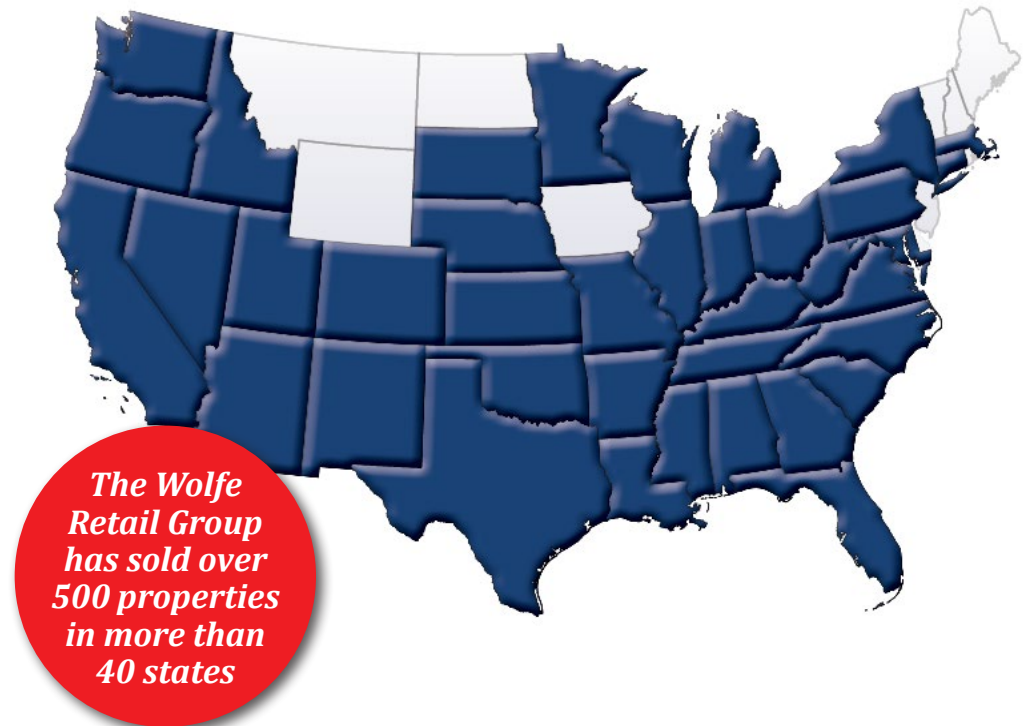 The Wolfe
Retail Group
has sold over
500 properties
in more than
40 states